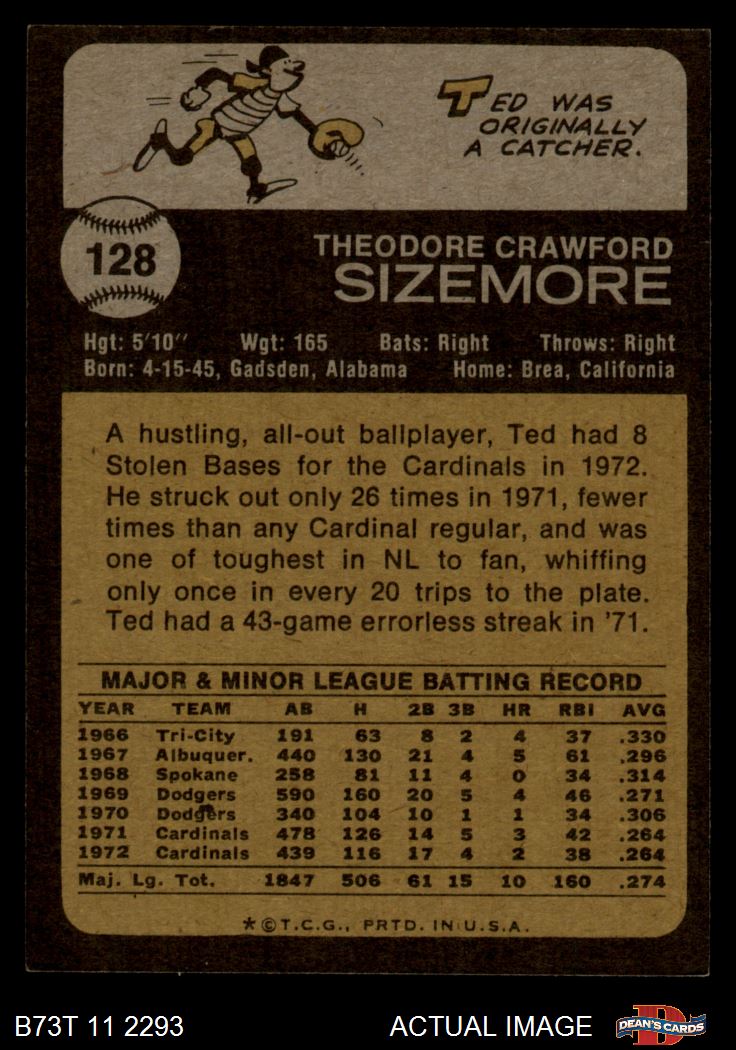 TED WAS
ORIGINALLY
A CATCHER.
128
THEODORE CRAWFORD
SIZEMORE
Hgt: 5'10" Wgt: 165 Bats: Right Throws: Right
Born: 4-15-45, Gadsden, Alabama Home: Brea, California
A hustling, all-out ballplayer, Ted had 8
Stolen Bases for the Cardinals in 1972.
He struck out only 26 times in 1971, fewer
times than any Cardinal regular, and was
one of toughest in NL to fan, whiffing
only once in every 20 trips to the plate.
Ted had a 43-game errorless streak in '71.
MAJOR & MINOR LEAGUE BATTING RECORD
YEAR TEAM AB H 2B 3B HR RBI AVG
1966 Tri-City 191 63 8 2 4 37 .330
1967 Albuquer. 440 130 21 4 5 61 .296
1968 Spokane 258 81 11 4 0 34 .314
1969 Dodgers 590 160 20 5 4 46 .271
1970 Dodgers 340 104 10 1 1 34 .306
1971 Cardinals 478 126 14 5 3 42 .264
1972 Cardinals 439 116 17 4 2 38 .264
Maj. Lg. Tot. 1847 506 61 15 10 160 .274
*©T.C.G., PRTD. IN U.S.A.
B73T 11 2293 ACTUAL IMAGE D DEAN'S CARDS